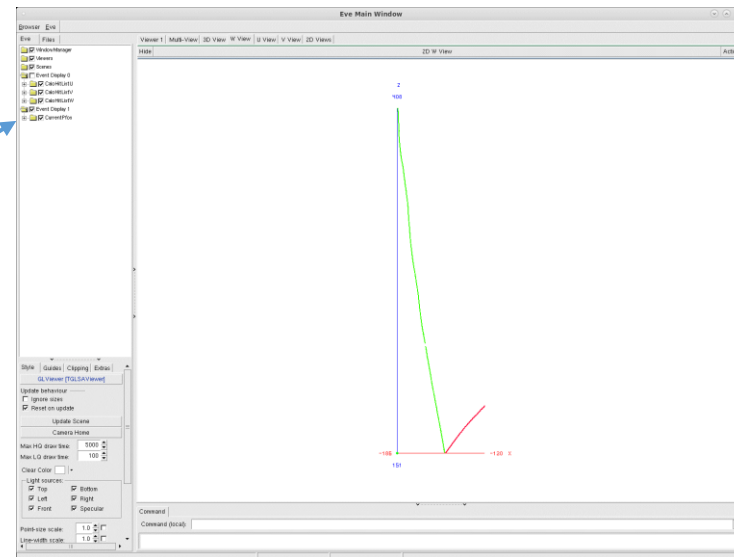 Eve Main Window
Browser Eve
Eve Files
WindowManager
Viewers
Scenes
Event Display 0
CaloHitListU
CaloHitListV
CaloHitListW
Event Display 1
CurrentPfos
Viewer 1 Multi-View 3D View W View U View V View 2D Views
Hide 2D W View Acti
Z
-166 -120 X
151
Style Guides Clipping Extras
GLViewer [TGLSAViewer]
Update behaviour
Ignore sizes
Reset on update
Update Scene
Camera Home
Max HQ draw time: 5000
Max LQ draw time: 100
Clear Color
Light sources:
Top Bottom
Left Right
Front Specular
Point-size scale: 1.0
Line-width scale: 1.0
Command
Command (local):